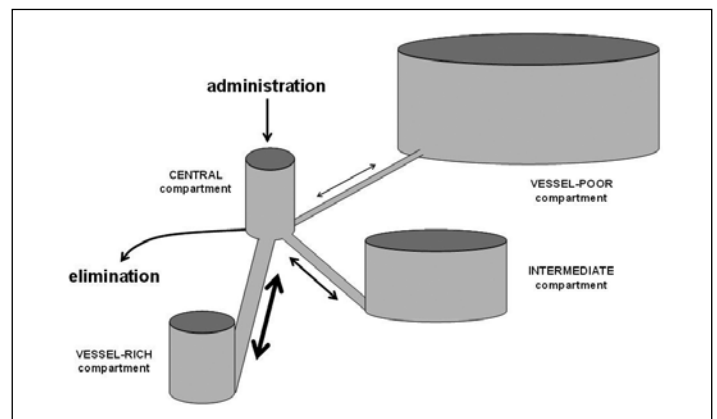 administration
CENTRAL
compartment
VESSEL-POOR
compartment
elimination
INTERMEDIATE
compartment
VESSEL-RICH
compartment